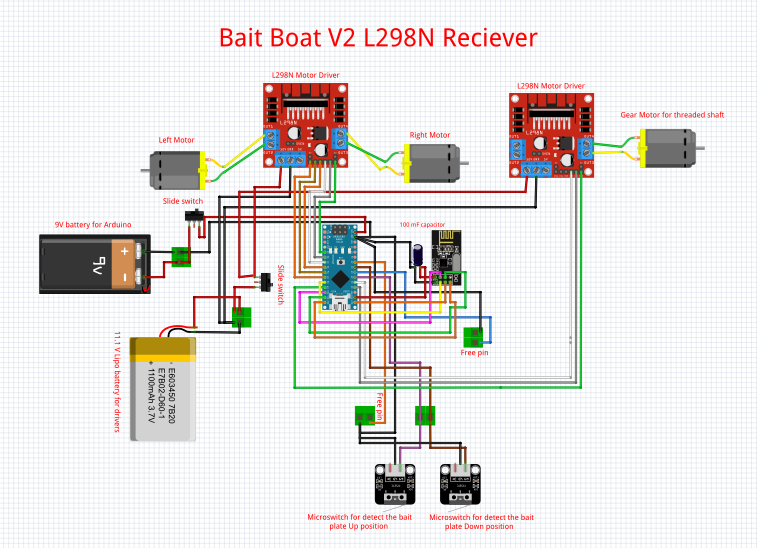 Bait Boat V2 L298N Reciever
L298N Motor Driver
L298N Motor Driver
Gear Motor for threaded shaft
Left Motor
Right Motor
L298N
L298N
Slide switch
9V battery for Arduino
100 mF capacitor
+
9v
-
Slide switch
11.1 V Lipo battery for drivers
- E603450 7B20
E7B02-D60-1
+ 1100mAh 3.7V
Free pin
Free pin
Microswitch for detect the bait
plate Up position
Microswitch for detect the bait
plate Down position